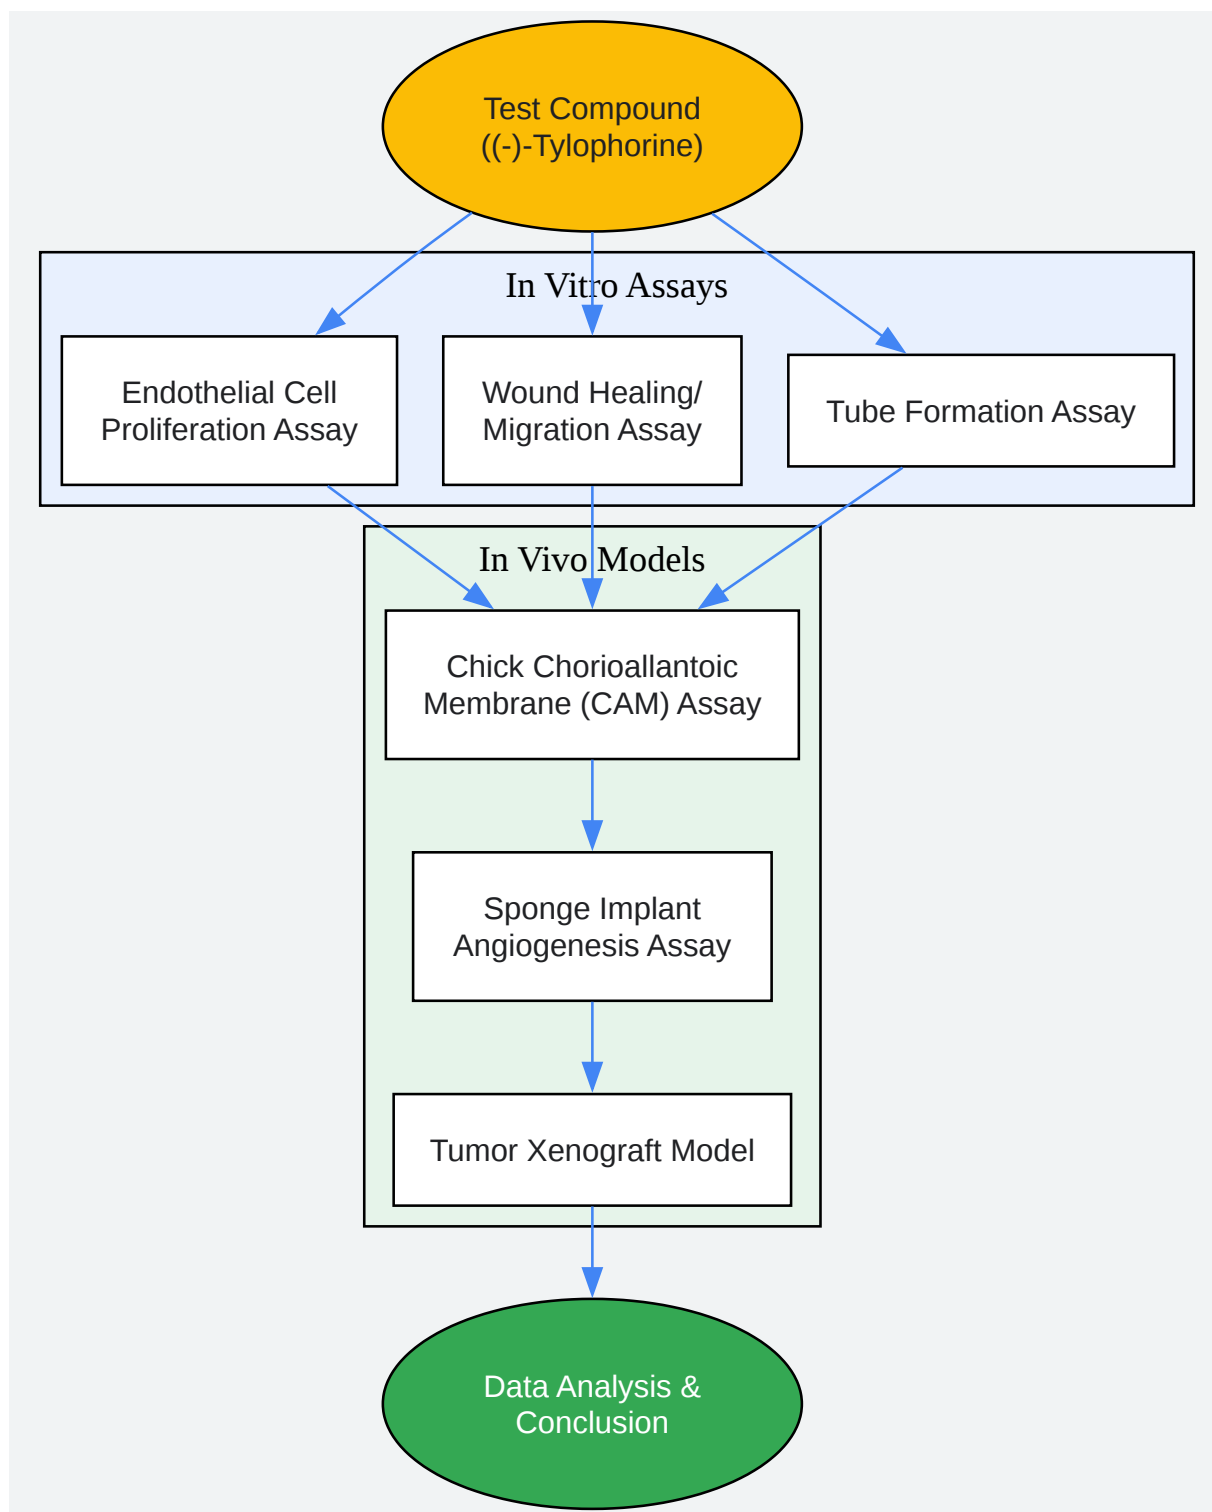 Test Compound
((-)-Tylophorine)
In Vitro Assays
Endothelial Cell
Proliferation Assay
Wound Healing/
Migration Assay
Tube Formation Assay
In Vivo Models
Chick Chorioallantoic
Membrane (CAM) Assay
Sponge Implant
Angiogenesis Assay
Tumor Xenograft Model
Data Analysis &
Conclusion